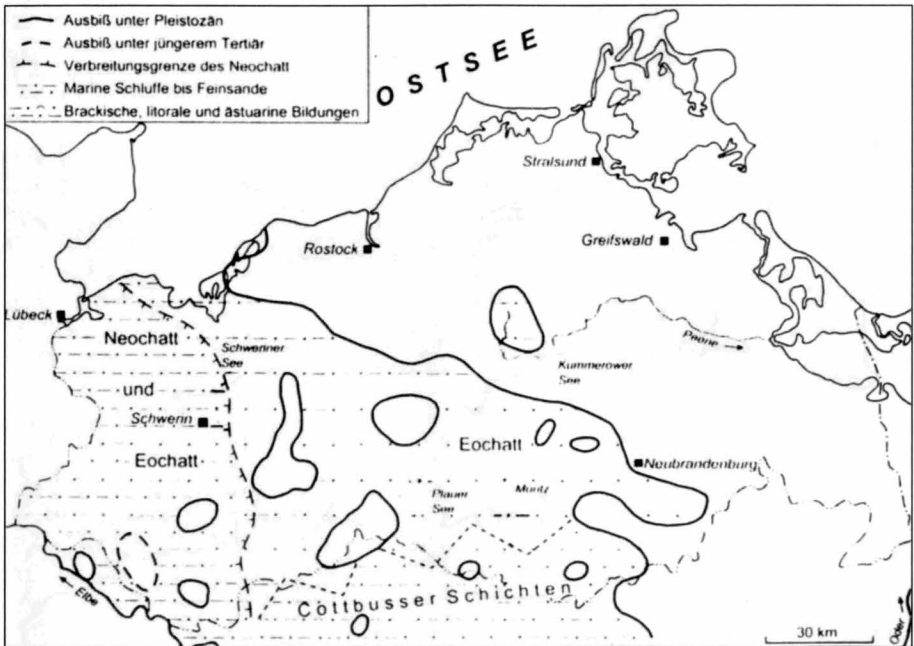 Ausbiß unter Pleistozän
Ausbiß unter jüngerem Tertiär
Verbreitungsgrenze des Neochatt
Marine Schluffe bis Feinsande
Brackische, litorale und ästuarine Bildungen
OSTSEE
Stralsund
Greifswald
Rostock
Lübeck
Neochatt
und
Eochatt
Schweriner
See
Schwerin
Peene
Kummerower
See
Eochatt
Neubrandenburg
Plauer
See
Müritz
Cottbusser Schichten
Elbe
Oder
30 km